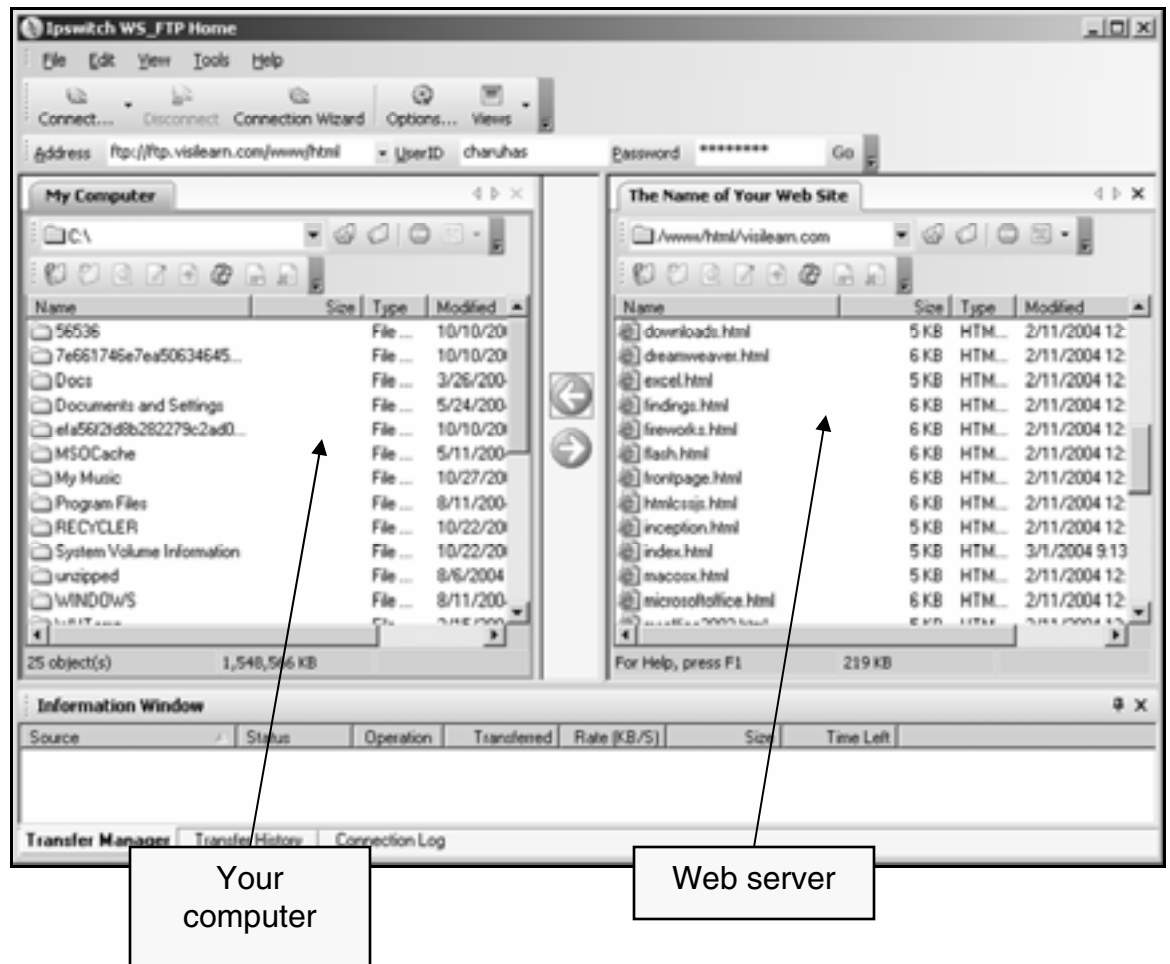 Ipswitch WS_FTP Home
File Edit View Tools Help
Connect... Disconnect Connection Wizard Options... Views
Address ftp://ftp.visilearn.com/www/html UserID charuhas Password ******** Go
My Computer
C:\
Name Size Type Modified
56536 File ... 10/10/20
7e661746e7ea50634645... File ... 10/10/20
Docs File ... 3/26/200
Documents and Settings File ... 5/24/200
File ... 10/10/20
MSOCache File ... 5/11/200
My Music File ... 10/27/20
Program Files File ... 8/11/200
RECYCLER File ... 10/22/20
System Volume Information File ... 10/22/20
unzipped File ... 8/6/2004
WINDOWS File ... 8/11/200
25 object(s) 1,548,566 KB
The Name of Your Web Site
/www/html/visilearn.com
Name Size Type Modified
downloads.html 5 KB HTM... 2/11/2004 12:
dreamweaver.html 6 KB HTM... 2/11/2004 12:
excel.html 5 KB HTM... 2/11/2004 12:
findings.html 6 KB HTM... 2/11/2004 12:
fireworks.html 6 KB HTM... 2/11/2004 12:
flash.html 6 KB HTM... 2/11/2004 12:
frontpage.html 6 KB HTM... 2/11/2004 12:
htmlcssjs.html 6 KB HTM... 2/11/2004 12:
inception.html 5 KB HTM... 2/11/2004 12:
index.html 5 KB HTM... 3/1/2004 9:13
macosx.html 5 KB HTM... 2/11/2004 12:
microsoftoffice.html 6 KB HTM... 2/11/2004 12:
For Help, press F1 219 KB
Information Window
Source Status Operation Transferred Rate (KB/S) Size Time Left
Transfer Manager Transfer History Connection Log
Your
computer
Web server